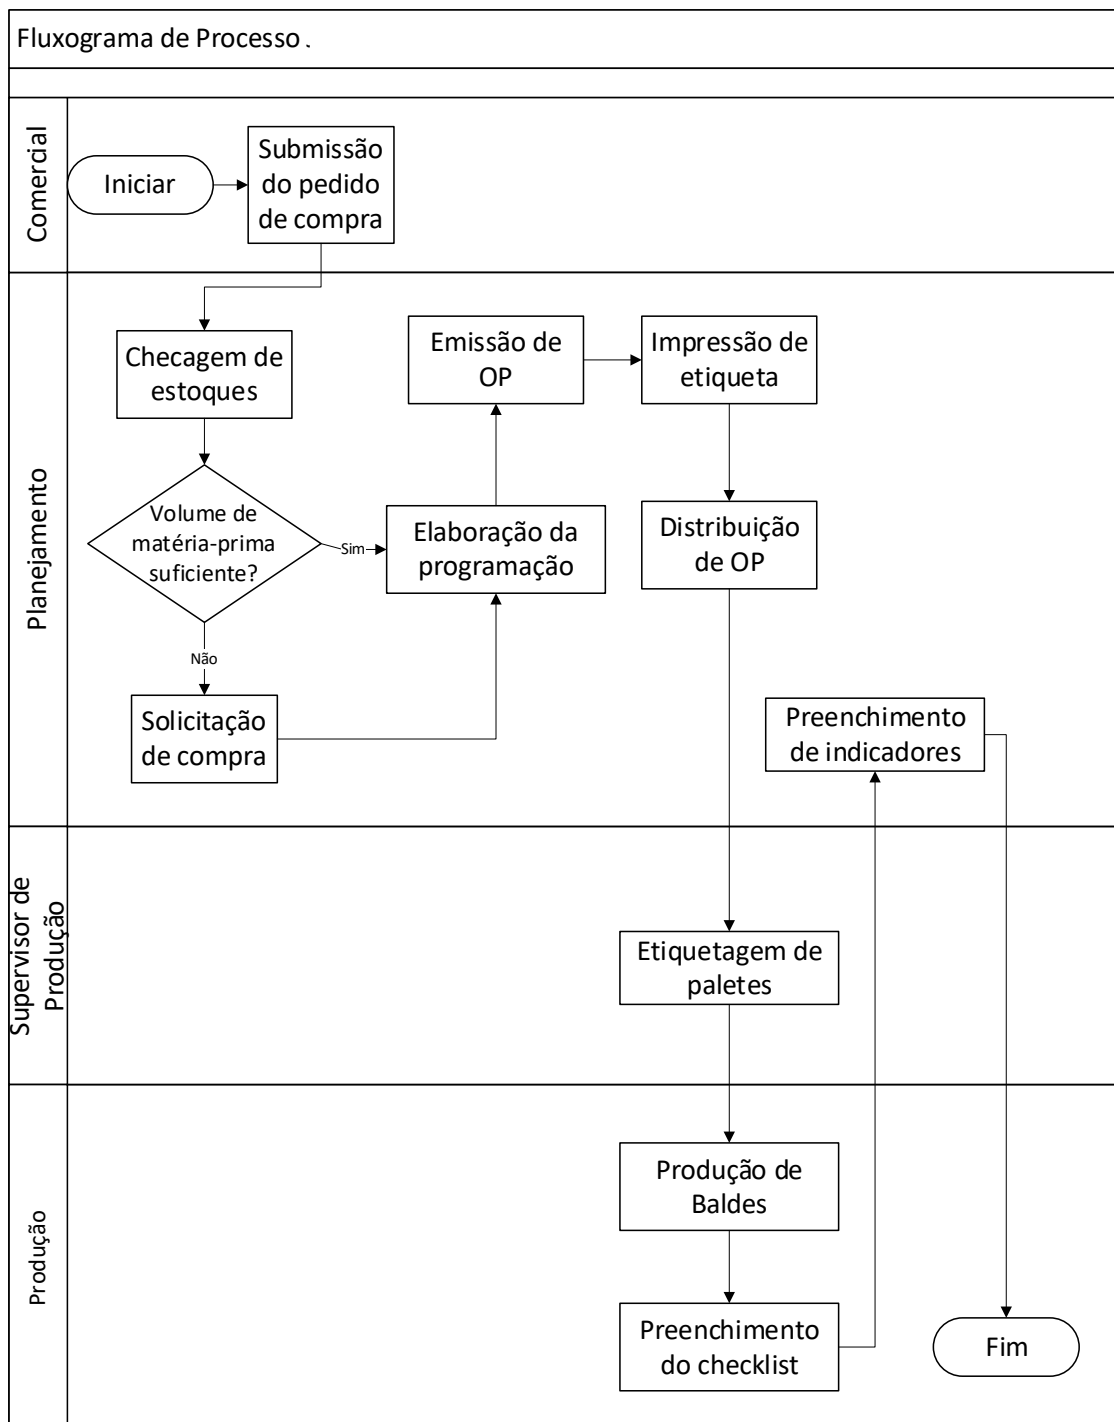 Fluxograma de Processo .
Comercial
Iniciar
Submissão
do pedido
de compra
Planejamento
Checagem de
estoques
Emissão de
OP
Impressão de
etiqueta
Volume de
matéria-prima
suficiente?
Sim
Elaboração da
programação
Distribuição
de OP
Não
Solicitação
de compra
Preenchimento
de indicadores
Supervisor de
Produção
Etiquetagem de
paletes
Produção
Produção de
Baldes
Preenchimento
do checklist
Fim